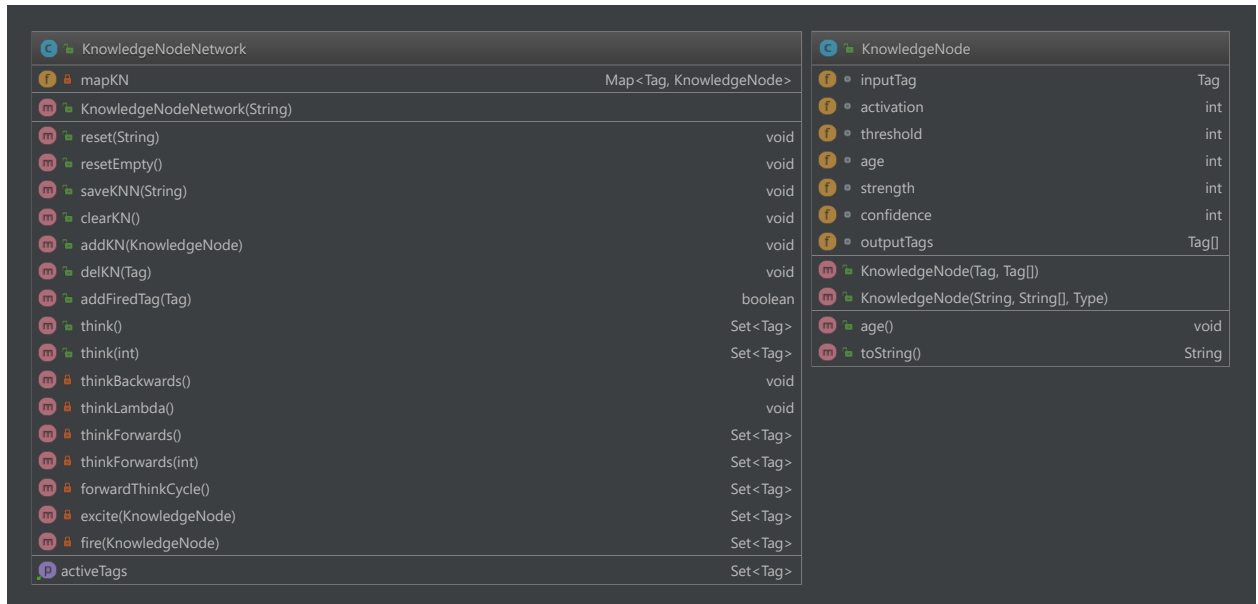 KnowledgeNodeNetwork
mapKN Map<Tag, KnowledgeNode>
KnowledgeNodeNetwork(String)
reset(String) void
resetEmpty() void
saveKNN(String) void
clearKN() void
addKN(KnowledgeNode) void
delKN(Tag) void
addFiredTag(Tag) boolean
think() Set<Tag>
think(int) Set<Tag>
thinkBackwards() void
thinkLambda() void
thinkForwards() Set<Tag>
thinkForwards(int) Set<Tag>
forwardThinkCycle() Set<Tag>
excite(KnowledgeNode) Set<Tag>
fire(KnowledgeNode) Set<Tag>
activeTags Set<Tag>
KnowledgeNode
inputTag Tag
activation int
threshold int
age int
strength int
confidence int
outputTags Tag[]
KnowledgeNode(Tag, Tag[])
KnowledgeNode(String, String[], Type)
age() void
toString() String